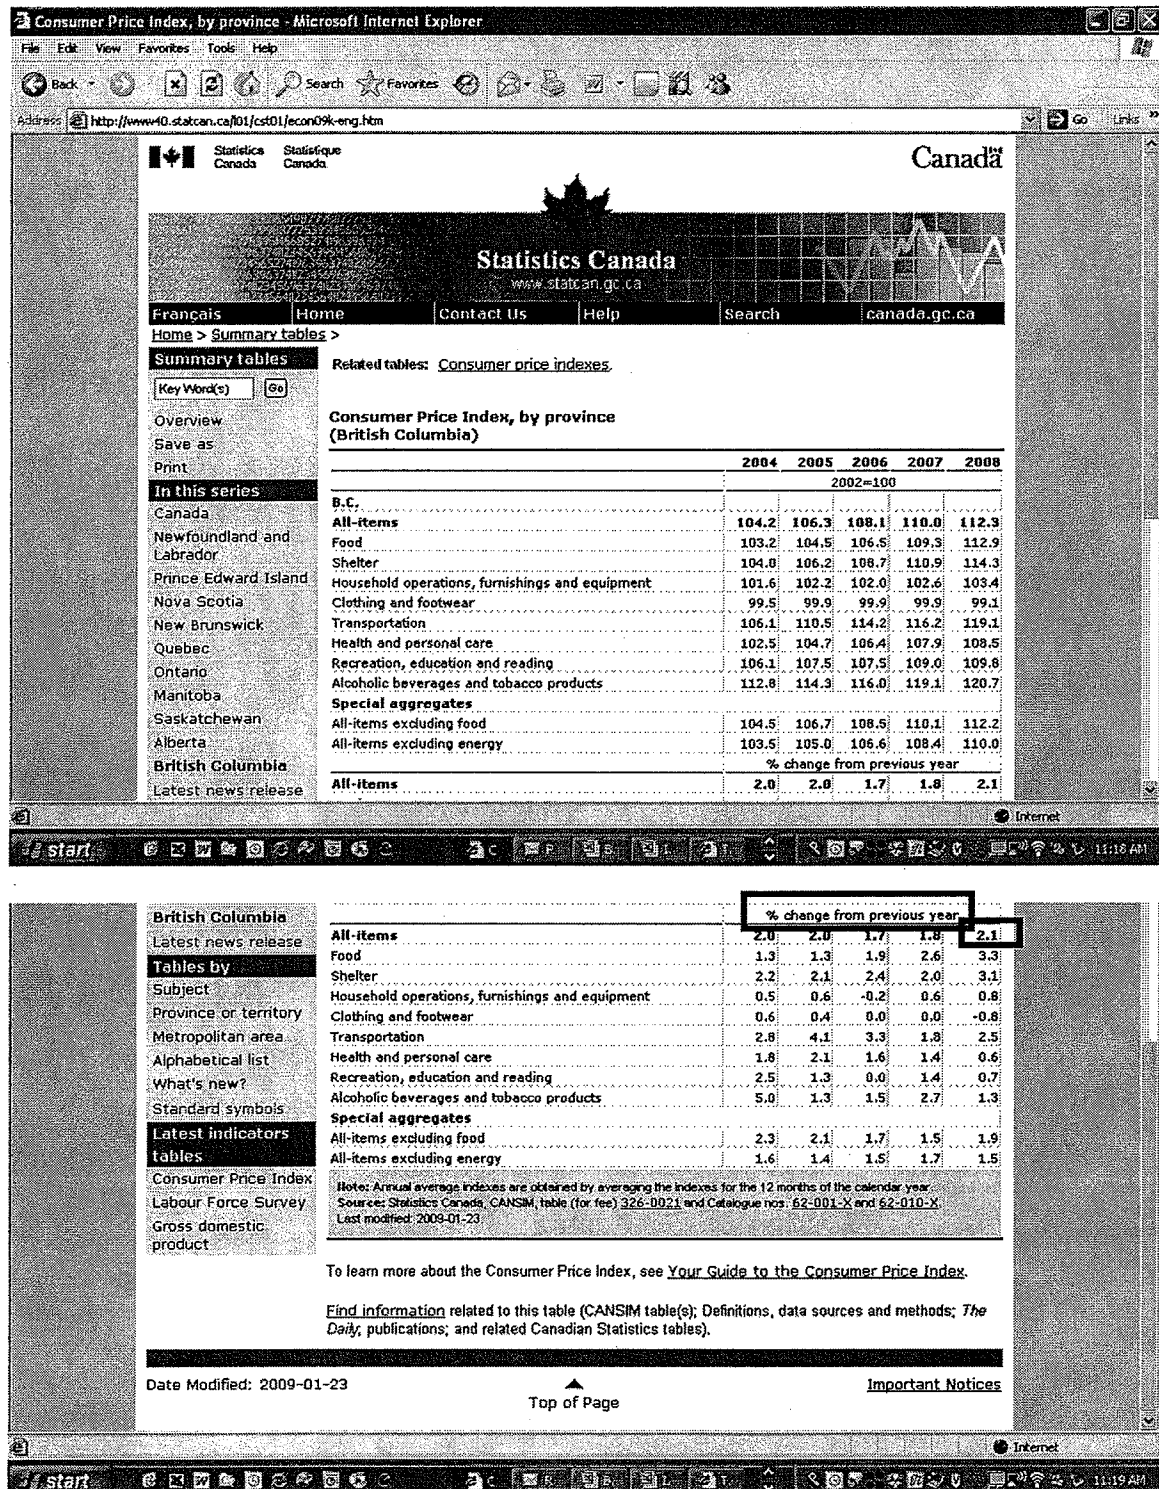 Consumer Price Index, by province - Microsoft Internet Explorer
File Edit View Favorites Tools Help
Back Search Favorites
Address http://www40.statcan.ca/l01/cst01/econ09k-eng.htm Go Links
Statistics Canada Statistique Canada Canada
Statistics Canada
www.statcan.gc.ca
Français Home Contact Us Help Search canada.gc.ca
Home > Summary tables >
Summary tables
Key Word(s) Go
Overview
Save as
Print
In this series
Canada
Newfoundland and Labrador
Prince Edward Island
Nova Scotia
New Brunswick
Quebec
Ontario
Manitoba
Saskatchewan
Alberta
British Columbia
Latest news release
Related tables: Consumer price indexes.
Consumer Price Index, by province
(British Columbia)
2004 2005 2006 2007 2008
2002=100
B.C.
All-items 104.2 106.3 108.1 110.0 112.3
Food 103.2 104.5 106.5 109.3 112.9
Shelter 104.0 106.2 108.7 110.9 114.3
Household operations, furnishings and equipment 101.6 102.2 102.0 102.6 103.4
Clothing and footwear 99.5 99.9 99.9 99.9 99.1
Transportation 106.1 110.5 114.2 116.2 119.1
Health and personal care 102.5 104.7 106.4 107.9 108.5
Recreation, education and reading 106.1 107.5 107.5 109.0 109.8
Alcoholic beverages and tobacco products 112.8 114.3 116.0 119.1 120.7
Special aggregates
All-items excluding food 104.5 106.7 108.5 110.1 112.2
All-items excluding energy 103.5 105.0 106.6 108.4 110.0
% change from previous year
All-items 2.0 2.0 1.7 1.8 2.1
Internet
start 11:18 AM
British Columbia
Latest news release
Tables by
Subject
Province or territory
Metropolitan area
Alphabetical list
What's new?
Standard symbols
Latest indicators tables
Consumer Price Index
Labour Force Survey
Gross domestic product
% change from previous year
All-items 2.0 2.0 1.7 1.8 2.1
Food 1.3 1.3 1.9 2.6 3.3
Shelter 2.2 2.1 2.4 2.0 3.1
Household operations, furnishings and equipment 0.5 0.6 -0.2 0.6 0.8
Clothing and footwear 0.6 0.4 0.0 0.0 -0.8
Transportation 2.8 4.1 3.3 1.8 2.5
Health and personal care 1.8 2.1 1.6 1.4 0.6
Recreation, education and reading 2.5 1.3 0.0 1.4 0.7
Alcoholic beverages and tobacco products 5.0 1.3 1.5 2.7 1.3
Special aggregates
All-items excluding food 2.3 2.1 1.7 1.5 1.9
All-items excluding energy 1.6 1.4 1.5 1.7 1.5
Note: Annual average indexes are obtained by averaging the indexes for the 12 months of the calendar year.
Source: Statistics Canada, CANSIM, table (for fee) 326-0021 and Catalogue nos. 62-001-X and 62-010-X.
Last modified: 2009-01-23.
To learn more about the Consumer Price Index, see Your Guide to the Consumer Price Index.
Find information related to this table (CANSIM table(s); Definitions, data sources and methods; The
Daily; publications; and related Canadian Statistics tables).
Date Modified: 2009-01-23 Top of Page Important Notices
Internet
start 11:19 AM